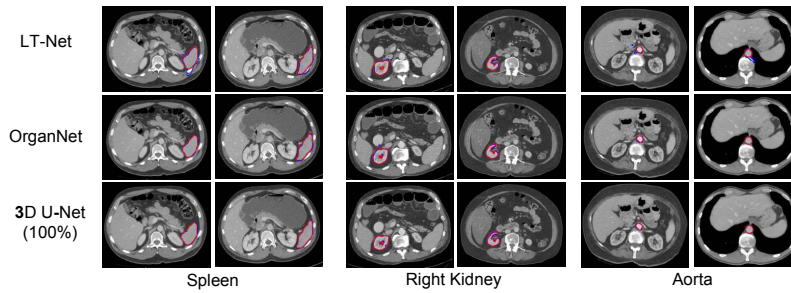 LT-Net
OrganNet
3D U-Net
(100%)
Spleen
Right Kidney
Aorta